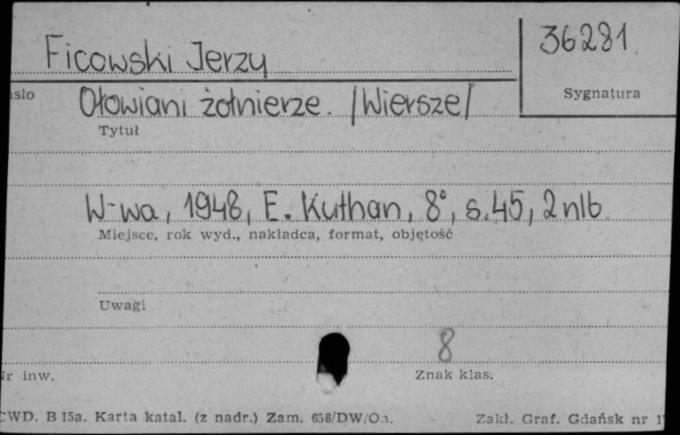 Ficowski Jerzy
36281
Sygnatura
Ołowiani żołnierze. /Wiersze/
Tytuł
W-wa, 1948, E. Kuthan, 8°, s.45, 2 nlb
Miejsce, rok wyd., nakładca, format, objętość
Uwagi
8
Nr inw.
Znak klas.
CWD. B 15a. Karta katal. (z nadr.) Zam. 658/DW/
Zakł. Graf. Gdańsk nr 1